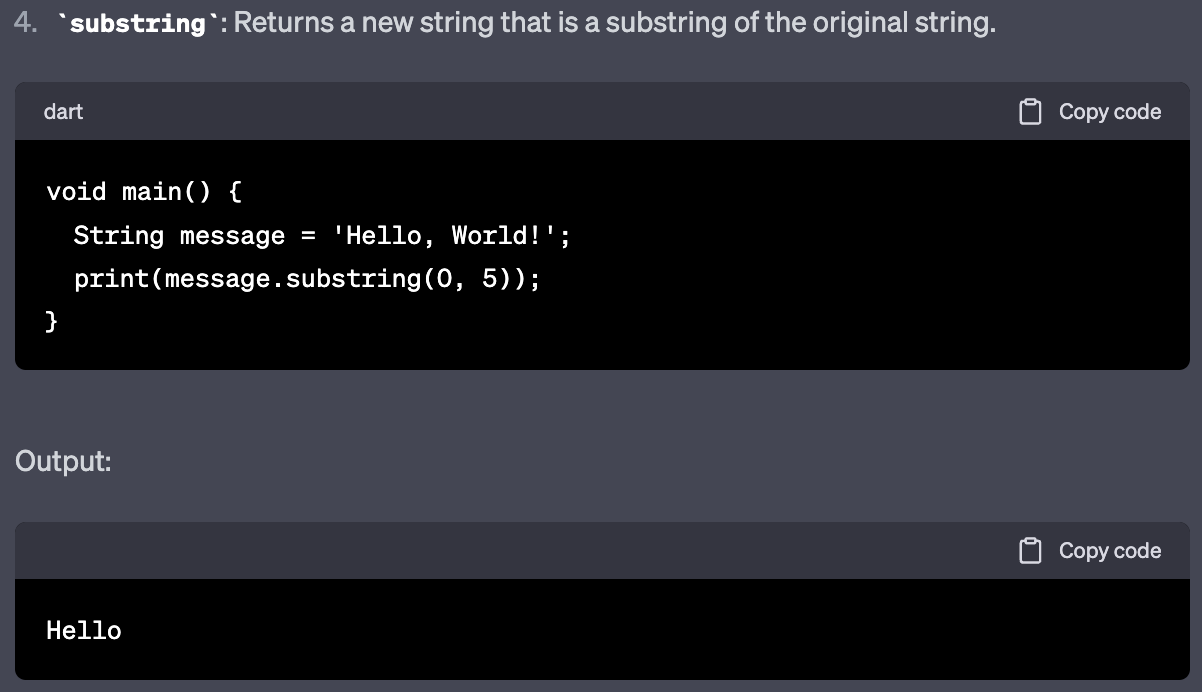 4. `substring`: Returns a new string that is a substring of the original string.
dart
Copy code
void main() {
  String message = 'Hello, World!';
  print(message.substring(0, 5));
}
Output:
Copy code
Hello